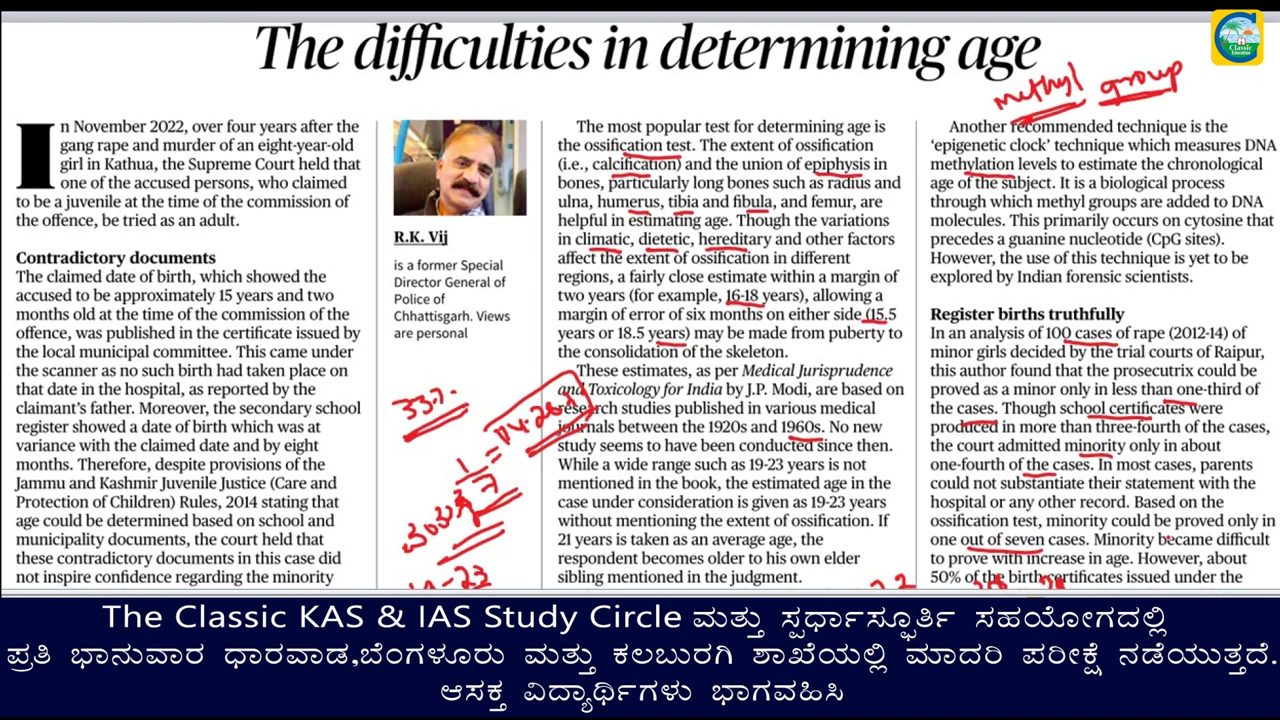 The difficulties in determining age
Classic
Education
methyl group
In November 2022, over four years after the
gang rape and murder of an eight-year-old
girl in Kathua, the Supreme Court held that
one of the accused persons, who claimed
to be a juvenile at the time of the commission of
the offence, be tried as an adult.
Contradictory documents
The claimed date of birth, which showed the
accused to be approximately 15 years and two
months old at the time of the commission of the
offence, was published in the certificate issued by
the local municipal committee. This came under
the scanner as no such birth had taken place on
that date in the hospital, as reported by the
claimant's father. Moreover, the secondary school
register showed a date of birth which was at
variance with the claimed date and by eight
months. Therefore, despite provisions of the
Jammu and Kashmir Juvenile Justice (Care and
Protection of Children) Rules, 2014 stating that
age could be determined based on school and
municipality documents, the court held that
these contradictory documents in this case did
not inspire confidence regarding the minority
R.K. Vij
is a former Special
Director General of
Police of
Chhattisgarh. Views
are personal
33%
1/7 =
The most popular test for determining age is
the ossification test. The extent of ossification
(i.e., calcification) and the union of epiphysis in
bones, particularly long bones such as radius and
ulna, humerus, tibia and fibula, and femur, are
helpful in estimating age. Though the variations
in climatic, dietetic, hereditary and other factors
affect the extent of ossification in different
regions, a fairly close estimate within a margin of
two years (for example, 16-18 years), allowing a
margin of error of six months on either side (15.5
years or 18.5 years) may be made from puberty to
the consolidation of the skeleton.
These estimates, as per Medical Jurisprudence
and Toxicology for India by J.P. Modi, are based on
research studies published in various medical
journals between the 1920s and 1960s. No new
study seems to have been conducted since then.
While a wide range such as 19-23 years is not
mentioned in the book, the estimated age in the
case under consideration is given as 19-23 years
without mentioning the extent of ossification. If
21 years is taken as an average age, the
respondent becomes older to his own elder
sibling mentioned in the judgment.
Another recommended technique is the
'epigenetic clock' technique which measures DNA
methylation levels to estimate the chronological
age of the subject. It is a biological process
through which methyl groups are added to DNA
molecules. This primarily occurs on cytosine that
precedes a guanine nucleotide (CpG sites).
However, the use of this technique is yet to be
explored by Indian forensic scientists.
Register births truthfully
In an analysis of 100 cases of rape (2012-14) of
minor girls decided by the trial courts of Raipur,
this author found that the prosecutrix could be
proved as a minor only in less than one-third of
the cases. Though school certificates were
produced in more than three-fourth of the cases,
the court admitted minority only in about
one-fourth of the cases. In most cases, parents
could not substantiate their statement with the
hospital or any other record. Based on the
ossification test, minority could be proved only in
one out of seven cases. Minority became difficult
to prove with increase in age. However, about
50% of the birth certificates issued under the
The Classic KAS & IAS Study Circle ಮತ್ತು ಸ್ಪರ್ಧಾಸ್ಫೂರ್ತಿ ಸಹಯೋಗದಲ್ಲಿ
ಪ್ರತಿ ಭಾನುವಾರ ಧಾರವಾಡ,ಬೆಂಗಳೂರು ಮತ್ತು ಕಲಬುರಗಿ ಶಾಖೆಯಲ್ಲಿ ಮಾದರಿ ಪರೀಕ್ಷೆ ನಡೆಯುತ್ತದೆ.
ಆಸಕ್ತ ವಿದ್ಯಾರ್ಥಿಗಳು ಭಾಗವಹಿಸಿ